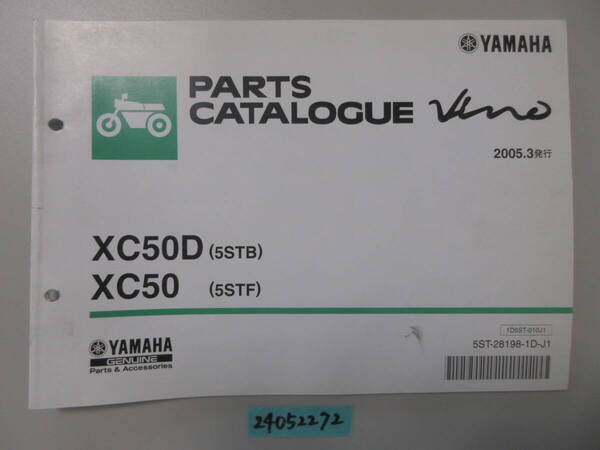 YAMAHA
PARTS
CATALOGUE Vino
2005.3発行
XC50D (5STB)
XC50 (5STF)
1D5ST-010J1
5ST-28198-1D-J1
YAMAHA
GENUINE
Parts & Accessories
24052272